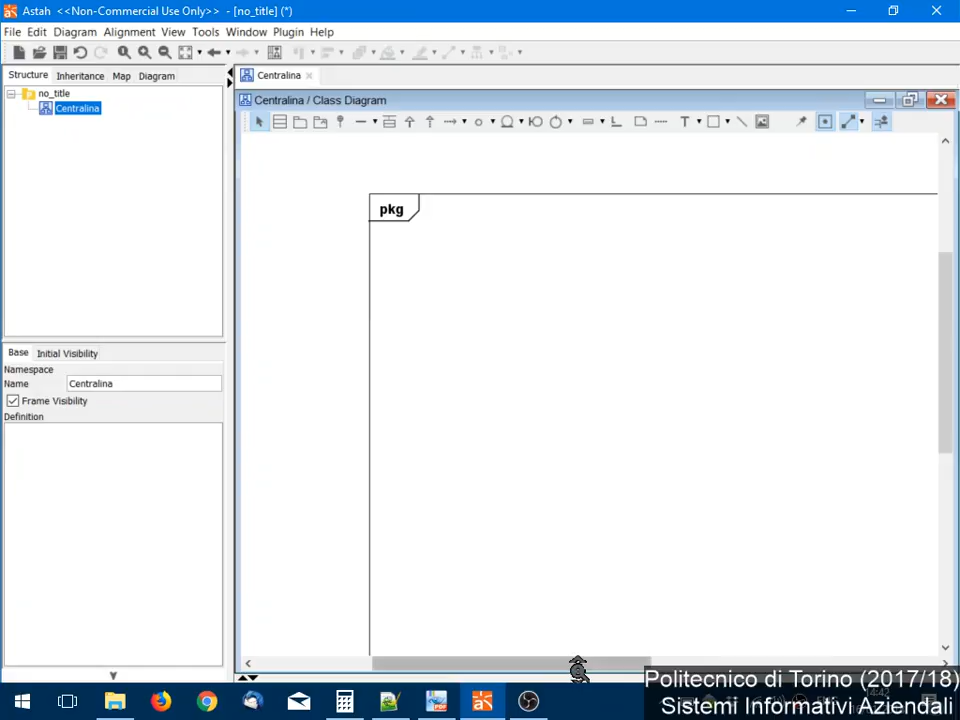 Astah <<Non-Commercial Use Only>> - [no_title] (*)
File Edit Diagram Alignment View Tools Window Plugin Help
Structure Inheritance Map Diagram
Centralina
no_title
Centralina
Centralina / Class Diagram
T
pkg
Base Initial Visibility
Namespace
Name Centralina
Frame Visibility
Definition
14:42
Politecnico di Torino (2017/18)
Sistemi Informativi Aziendali